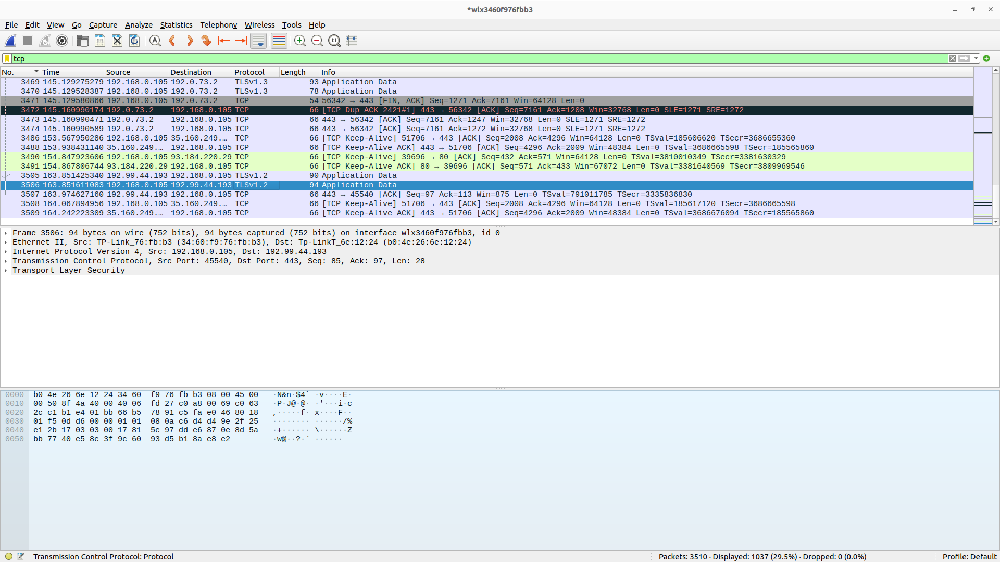 *wlx3460f976fbb3
File Edit View Go Capture Analyze Statistics Telephony Wireless Tools Help
tcp
No. Time Source Destination Protocol Length Info
3469 145.129275279 192.168.0.105 192.0.73.2 TLSv1.3 93 Application Data
3470 145.129528387 192.168.0.105 192.0.73.2 TLSv1.3 78 Application Data
3471 145.129580866 192.168.0.105 192.0.73.2 TCP 54 56342 → 443 [FIN, ACK] Seq=1271 Ack=7161 Win=64128 Len=0
3472 145.160990174 192.0.73.2 192.168.0.105 TCP 66 [TCP Dup ACK 2421#1] 443 → 56342 [ACK] Seq=7161 Ack=1208 Win=32768 Len=0 SLE=1271 SRE=1272
3473 145.160990471 192.0.73.2 192.168.0.105 TCP 66 443 → 56342 [ACK] Seq=7161 Ack=1247 Win=32768 Len=0 SLE=1271 SRE=1272
3474 145.160990589 192.0.73.2 192.168.0.105 TCP 66 443 → 56342 [ACK] Seq=7161 Ack=1272 Win=32768 Len=0 SLE=1271 SRE=1272
3486 153.567950286 192.168.0.105 35.160.249.… TCP 66 [TCP Keep-Alive] 51706 → 443 [ACK] Seq=2008 Ack=4296 Win=64128 Len=0 TSval=185606620 TSecr=3686655360
3488 153.938431140 35.160.249.… 192.168.0.105 TCP 66 [TCP Keep-Alive ACK] 443 → 51706 [ACK] Seq=4296 Ack=2009 Win=48384 Len=0 TSval=3686665598 TSecr=185565860
3490 154.847923606 192.168.0.105 93.184.220.29 TCP 66 [TCP Keep-Alive] 39696 → 80 [ACK] Seq=432 Ack=571 Win=64128 Len=0 TSval=3810010349 TSecr=3381630329
3491 154.867806744 93.184.220.29 192.168.0.105 TCP 66 [TCP Keep-Alive ACK] 80 → 39696 [ACK] Seq=571 Ack=433 Win=67072 Len=0 TSval=3381640569 TSecr=3809969546
3505 163.851425340 192.99.44.193 192.168.0.105 TLSv1.2 90 Application Data
3506 163.851611083 192.168.0.105 192.99.44.193 TLSv1.2 94 Application Data
3507 163.974627160 192.99.44.193 192.168.0.105 TCP 66 443 → 45540 [ACK] Seq=97 Ack=113 Win=875 Len=0 TSval=791011785 TSecr=3335836830
3508 164.067894956 192.168.0.105 35.160.249.… TCP 66 [TCP Keep-Alive] 51706 → 443 [ACK] Seq=2008 Ack=4296 Win=64128 Len=0 TSval=185617120 TSecr=3686665598
3509 164.242223309 35.160.249.… 192.168.0.105 TCP 66 [TCP Keep-Alive ACK] 443 → 51706 [ACK] Seq=4296 Ack=2009 Win=48384 Len=0 TSval=3686676094 TSecr=185565860
Frame 3506: 94 bytes on wire (752 bits), 94 bytes captured (752 bits) on interface wlx3460f976fbb3, id 0
Ethernet II, Src: TP-Link_76:fb:b3 (34:60:f9:76:fb:b3), Dst: Tp-LinkT_6e:12:24 (b0:4e:26:6e:12:24)
Internet Protocol Version 4, Src: 192.168.0.105, Dst: 192.99.44.193
Transmission Control Protocol, Src Port: 45540, Dst Port: 443, Seq: 85, Ack: 97, Len: 28
Transport Layer Security
0000 b0 4e 26 6e 12 24 34 60 f9 76 fb b3 08 00 45 00 ·N&n·$4` ·v····E·
0010 00 50 8f 4a 40 00 40 06 fd 27 c0 a8 00 69 c0 63 ·P·J@·@· ·'···i·c
0020 2c c1 b1 e4 01 bb 66 b5 78 91 c5 fa e0 46 80 18 ,·····f· x····F··
0030 01 f5 0d d6 00 00 01 01 08 0a c6 d4 d4 9e 2f 25 ········ ······/%
0040 e1 2b 17 03 03 00 17 81 5c 97 dd e6 87 0e 8d 5a ·+······ \······Z
0050 bb 77 40 e5 8c 3f 9c 60 93 d5 b1 8a e8 e2 ·w@··?·` ······
Transmission Control Protocol: Protocol
Packets: 3510 · Displayed: 1037 (29.5%) · Dropped: 0 (0.0%)
Profile: Default